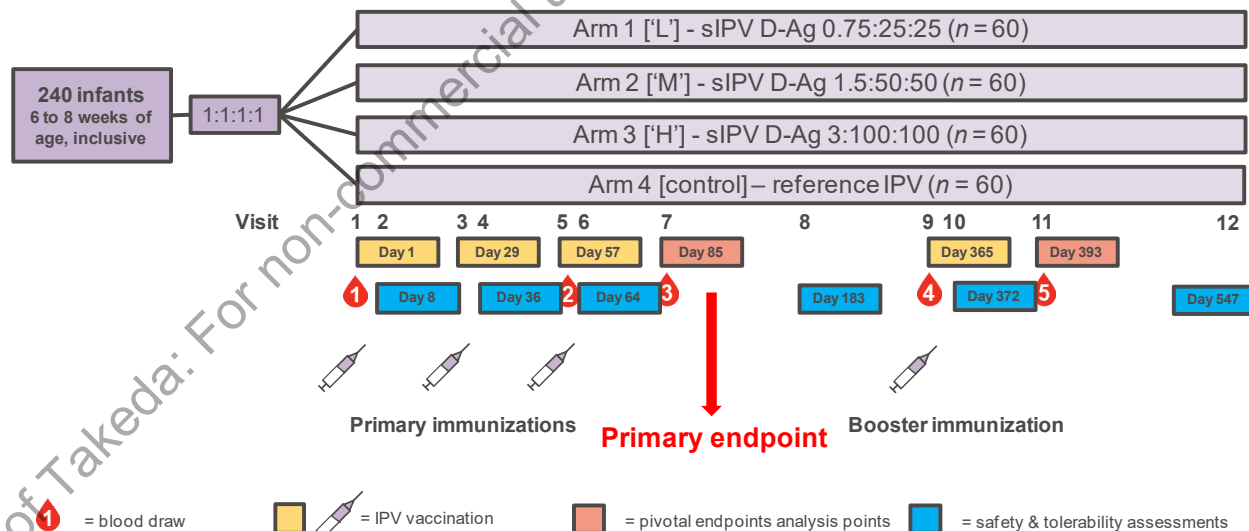 Arm 1 ['L'] - sIPV D-Ag 0.75:25:25 (n = 60)
240 infants
6 to 8 weeks of
age, inclusive
1:1:1:1
Arm 2 ['M'] - sIPV D-Ag 1.5:50:50 (n = 60)
Arm 3 ['H'] - sIPV D-Ag 3:100:100 (n = 60)
Arm 4 [control] – reference IPV (n = 60)
Visit 1 2 3 4 5 6 7 8 9 10 11 12
Day 1 Day 29 Day 57 Day 85 Day 365 Day 393
1 Day 8 Day 36 2 Day 64 3 Day 183 4 Day 372 5 Day 547
Primary immunizations
Primary endpoint
Booster immunization
1 = blood draw
= IPV vaccination
= pivotal endpoints analysis points
= safety & tolerability assessments
of Takeda: For non-commercial